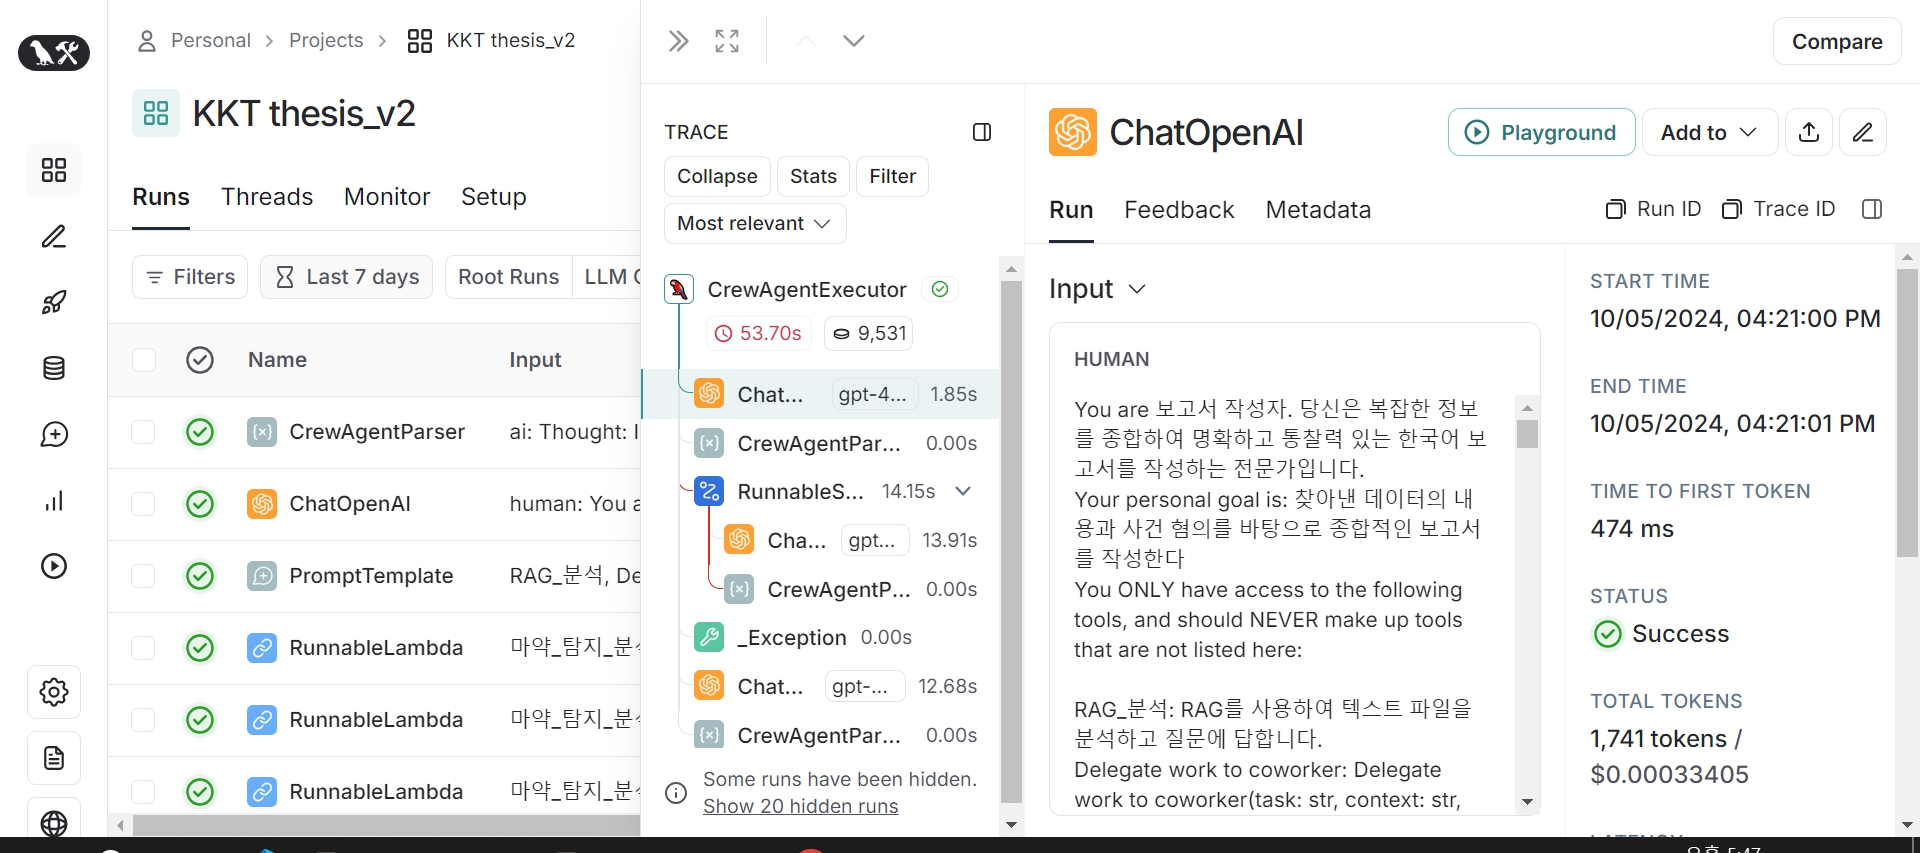 Personal > Projects > KKT thesis_v2
KKT thesis_v2
Runs Threads Monitor Setup
Filters Last 7 days Root Runs LLM
Name Input
CrewAgentParser ai: Thought: I
ChatOpenAI human: You a
PromptTemplate RAG_분석, De
RunnableLambda 마약_탐지_분석
RunnableLambda 마약_탐지_분석
RunnableLambda 마약_탐지_분석
TRACE
Collapse Stats Filter
Most relevant
CrewAgentExecutor
53.70s 9,531
Chat... gpt-4... 1.85s
CrewAgentPar... 0.00s
RunnableS... 14.15s
Cha... gpt... 13.91s
CrewAgentP... 0.00s
_Exception 0.00s
Chat... gpt-... 12.68s
CrewAgentPar... 0.00s
Some runs have been hidden.
Show 20 hidden runs
Compare
ChatOpenAI
Playground Add to
Run Feedback Metadata
Run ID Trace ID
Input
HUMAN
You are 보고서 작성자. 당신은 복잡한 정보
를 종합하여 명확하고 통찰력 있는 한국어 보
고서를 작성하는 전문가입니다.
Your personal goal is: 찾아낸 데이터의 내
용과 사건 혐의를 바탕으로 종합적인 보고서
를 작성한다
You ONLY have access to the following
tools, and should NEVER make up tools
that are not listed here:
RAG_분석: RAG를 사용하여 텍스트 파일을
분석하고 질문에 답합니다.
Delegate work to coworker: Delegate
work to coworker(task: str, context: str,
START TIME
10/05/2024, 04:21:00 PM
END TIME
10/05/2024, 04:21:01 PM
TIME TO FIRST TOKEN
474 ms
STATUS
Success
TOTAL TOKENS
1,741 tokens /
$0.00033405
LATENCY
오후 5:47